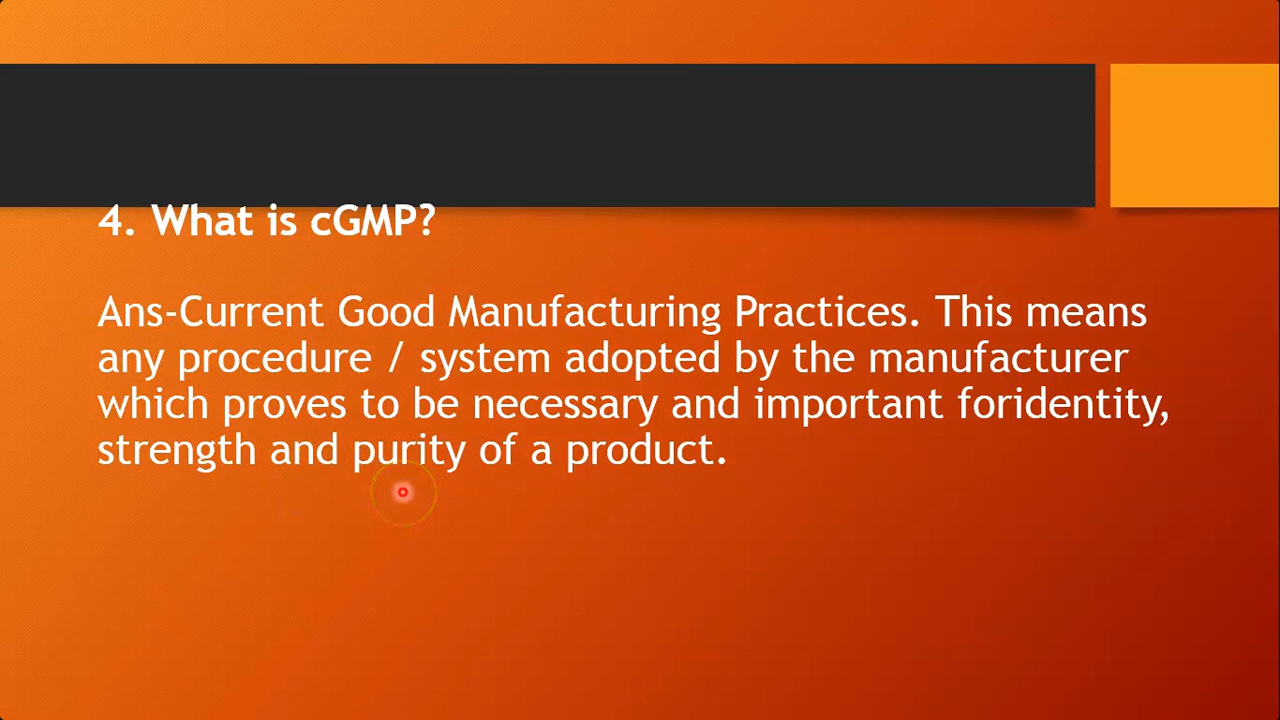 4. What is cGMP?
Ans-Current Good Manufacturing Practices. This means
any procedure / system adopted by the manufacturer
which proves to be necessary and important foridentity,
strength and purity of a product.